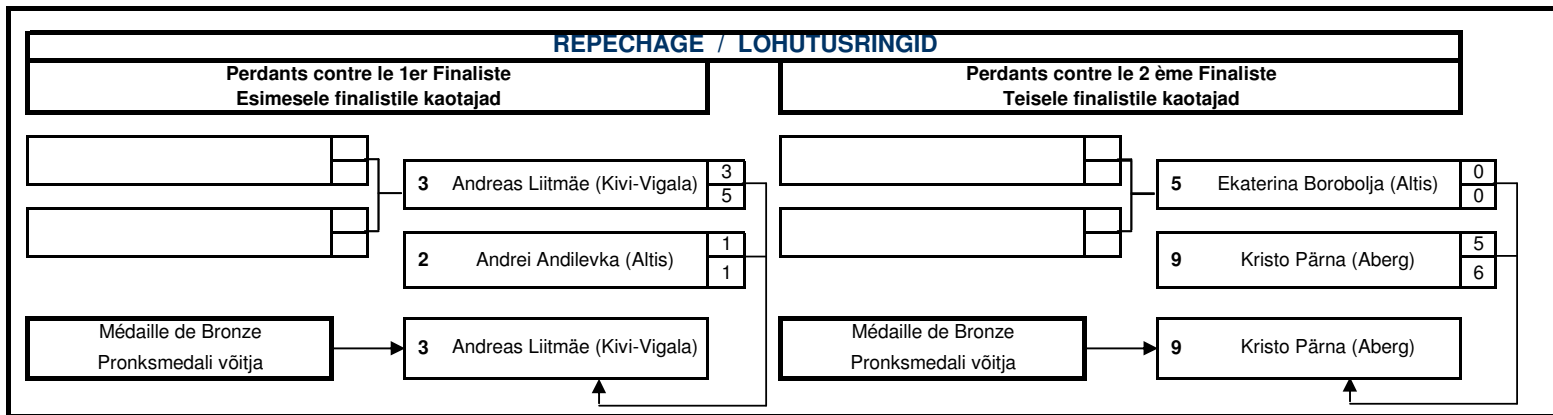 REPECHAGE / LOHUTUSRINGID
Perdants contre le 1er Finaliste
Esimesele finalistile kaotajad
Perdants contre le 2 ème Finaliste
Teisele finalistile kaotajad
3 Andreas Liitmäe (Kivi-Vigala) 3
5
2 Andrei Andilevka (Altis) 1
1
5 Ekaterina Borobolja (Altis) 0
0
9 Kristo Pärna (Aberg) 5
6
Médaille de Bronze
Pronksmedali võitja
3 Andreas Liitmäe (Kivi-Vigala)
Médaille de Bronze
Pronksmedali võitja
9 Kristo Pärna (Aberg)